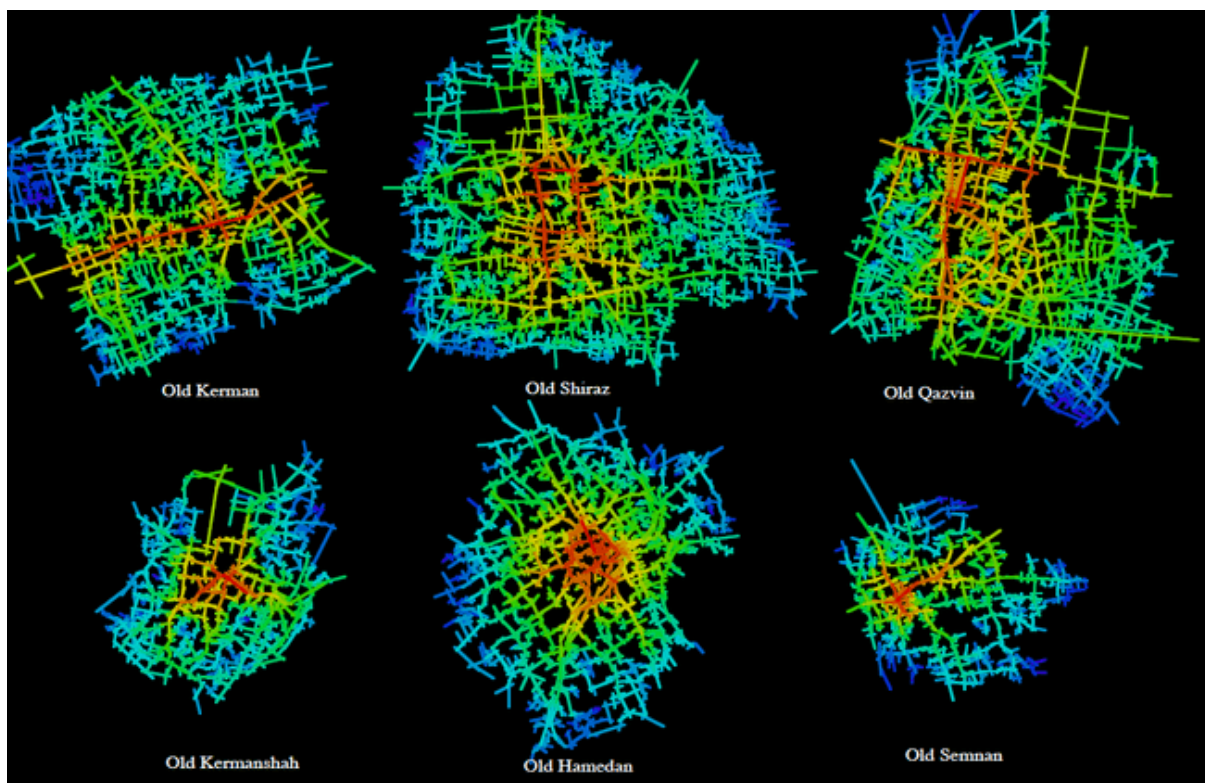 Old Kerman
Old Shiraz
Old Qazvin
Old Kermanshah
Old Hamedan
Old Semnan